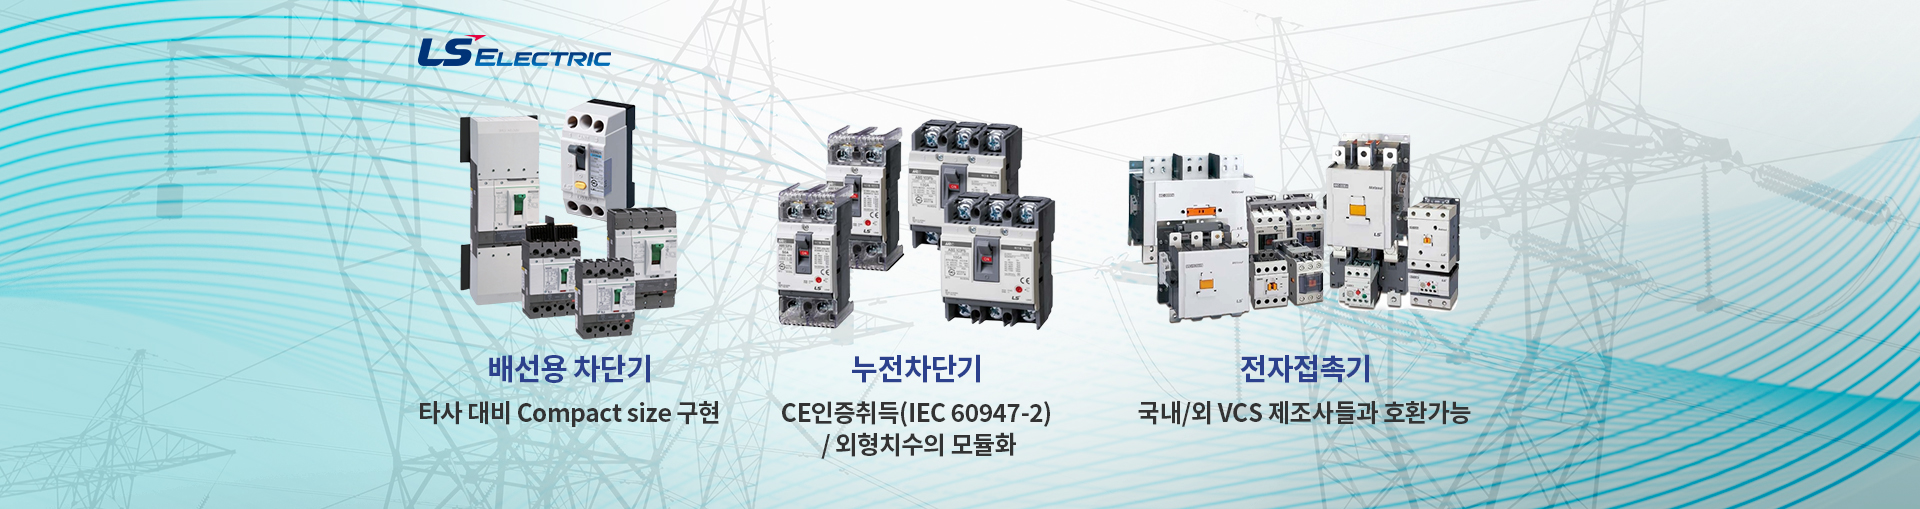 LS ELECTRIC
배선용 차단기
타사 대비 Compact size 구현
누전차단기
CE인증취득(IEC 60947-2)
/ 외형치수의 모듈화
전자접촉기
국내/외 VCS 제조사들과 호환가능